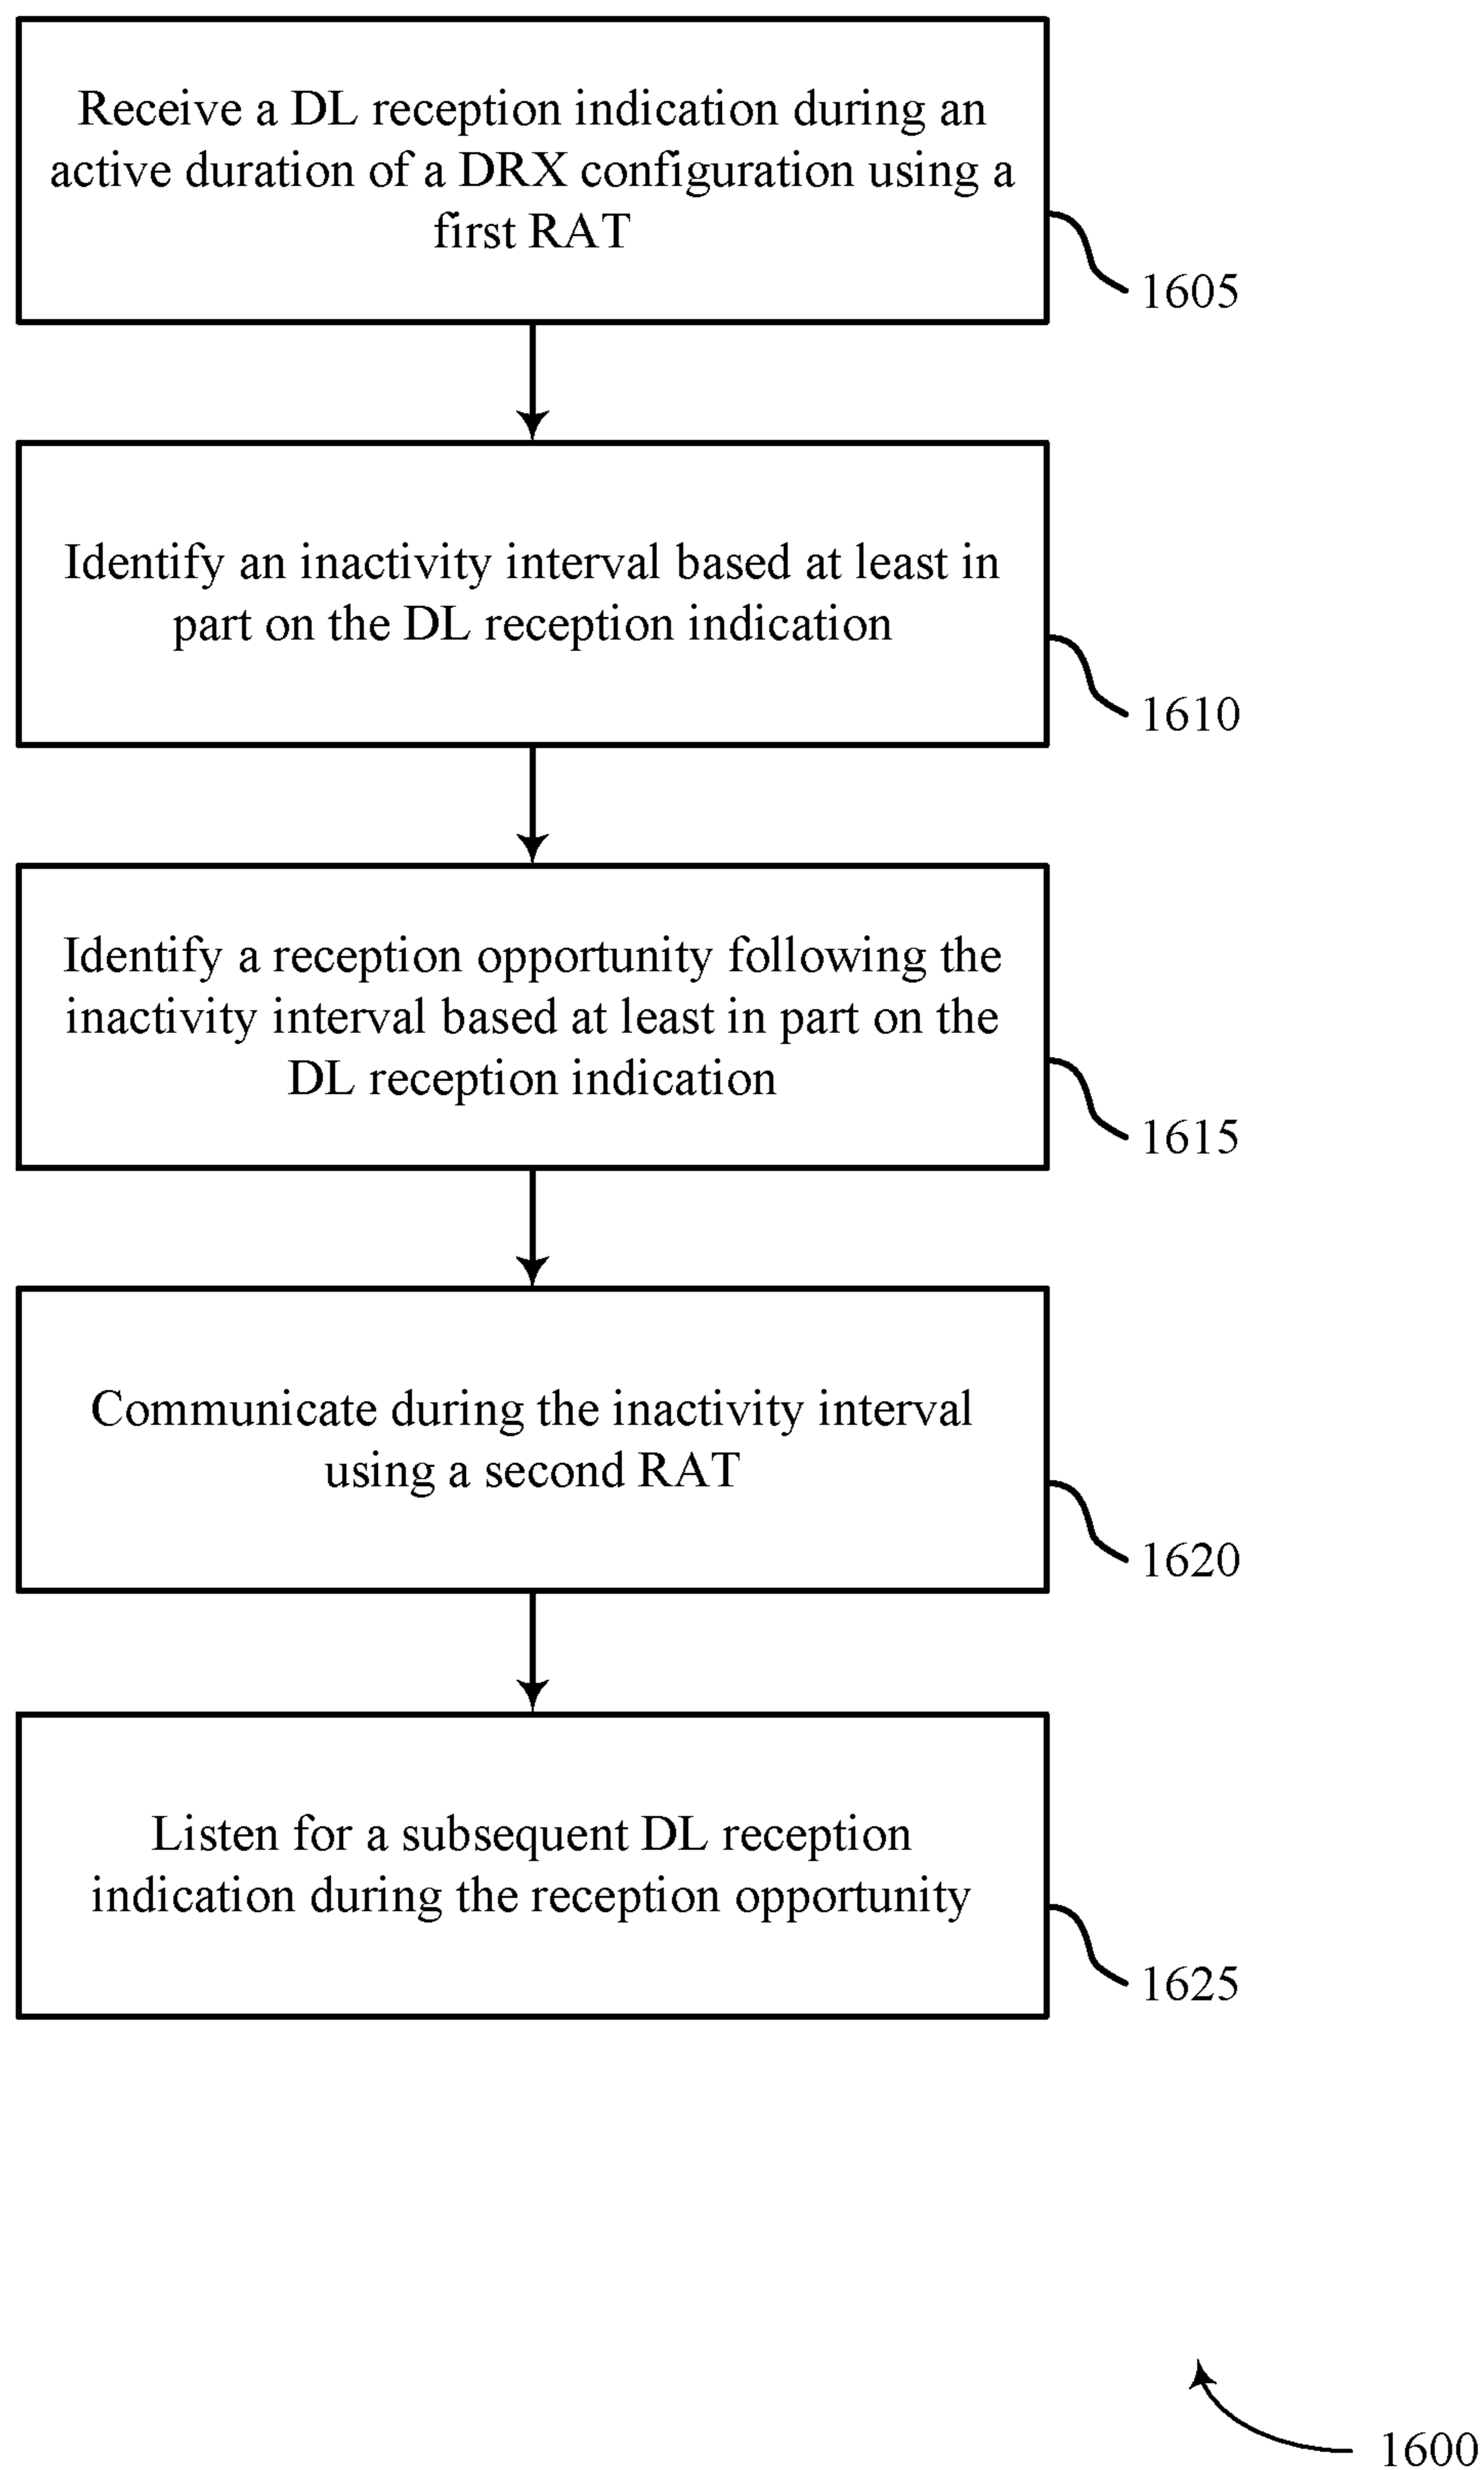 Receive a DL reception indication during an
active duration of a DRX configuration using a
first RAT
1605
Identify an inactivity interval based at least in
part on the DL reception indication
1610
Identify a reception opportunity following the
inactivity interval based at least in part on the
DL reception indication
1615
Communicate during the inactivity interval
using a second RAT
1620
Listen for a subsequent DL reception
indication during the reception opportunity
1625
1600